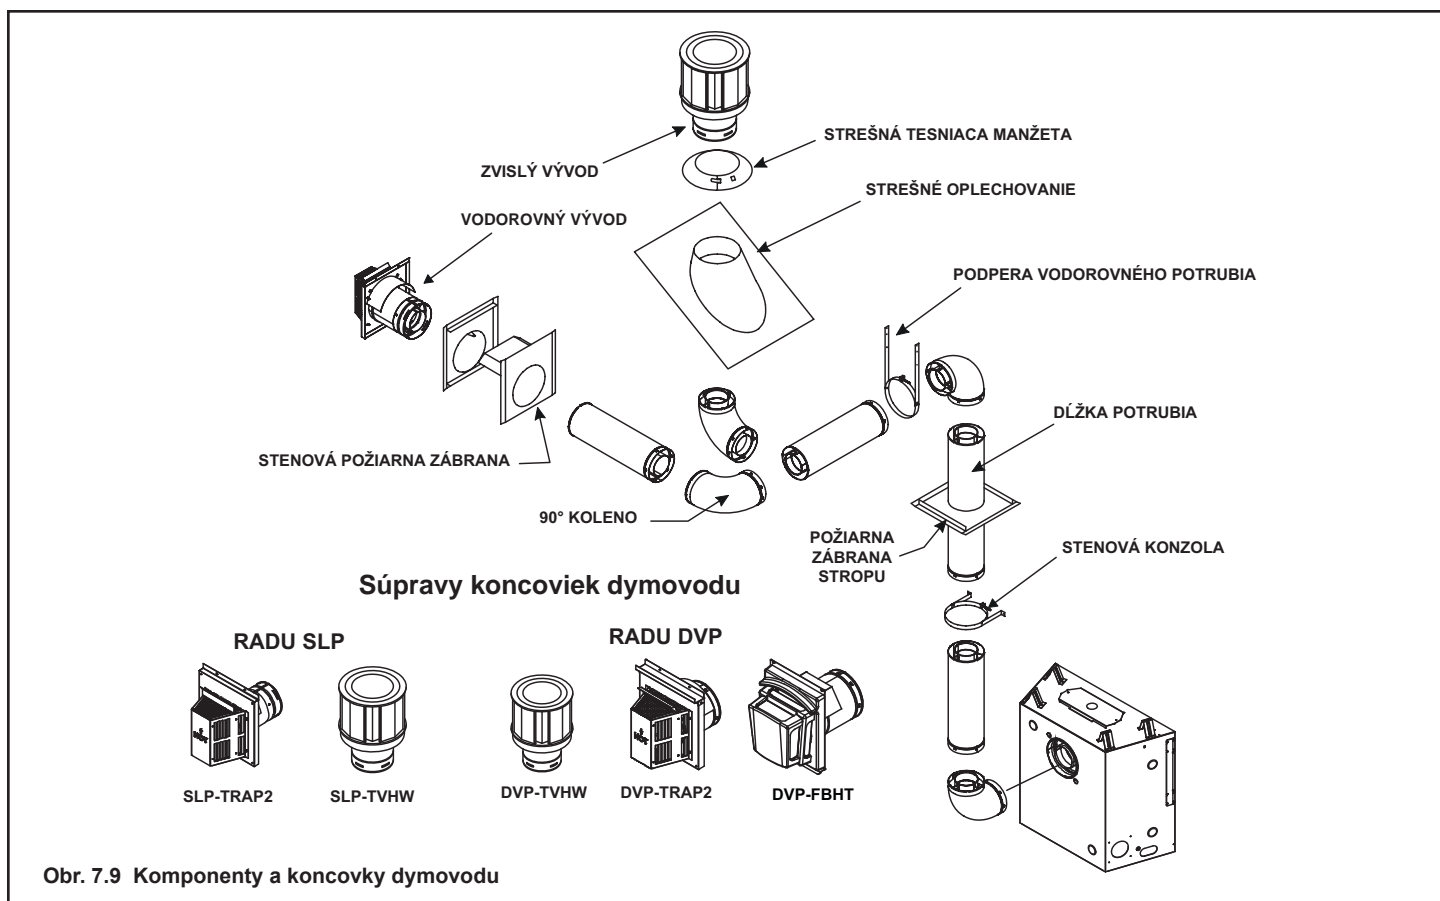 STREŠNÁ TESNIACA MANŽETA
ZVISLÝ VÝVOD
STREŠNÉ OPLECHOVANIE
VODOROVNÝ VÝVOD
PODPERA VODOROVNÉHO POTRUBIA
DĹŽKA POTRUBIA
STENOVÁ POŽIARNA ZÁBRANA
90° KOLENO
POŽIARNA
ZÁBRANA
STROPU
STENOVÁ KONZOLA
Súpravy koncoviek dymovodu
RADU SLP
RADU DVP
SLP-TRAP2
SLP-TVHW
DVP-TVHW
DVP-TRAP2
DVP-FBHT
Obr. 7.9 Komponenty a koncovky dymovodu